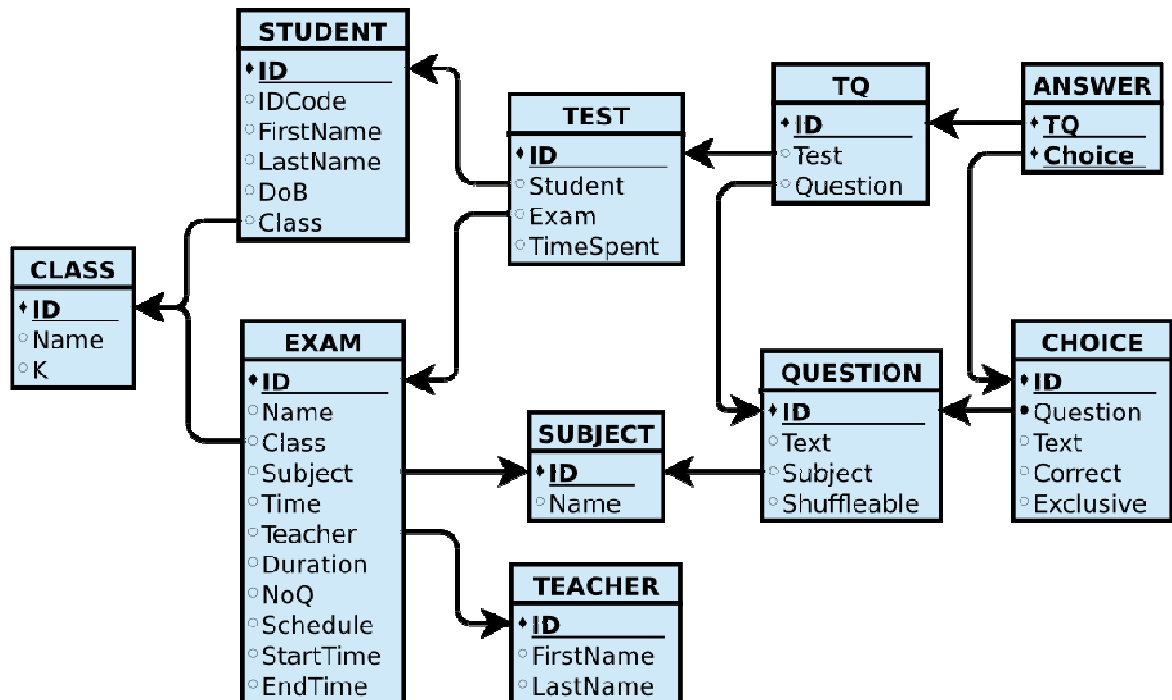 STUDENT
ID
IDCode
FirstName
LastName
DoB
Class
CLASS
ID
Name
K
EXAM
ID
Name
Class
Subject
Time
Teacher
Duration
NoQ
Schedule
StartTime
EndTime
TEST
ID
Student
Exam
TimeSpent
SUBJECT
ID
Name
TEACHER
ID
FirstName
LastName
TQ
ID
Test
Question
QUESTION
ID
Text
Subject
Shuffleable
ANSWER
TQ
Choice
CHOICE
ID
Question
Text
Correct
Exclusive